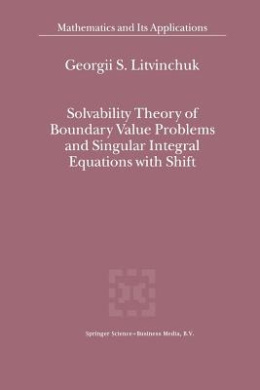 Mathematics and Its Applications
Georgii S. Litvinchuk
Solvability Theory of
Boundary Value Problems
and Singular Integral
Equations with Shift
Springer Science+Business Media, B.V.